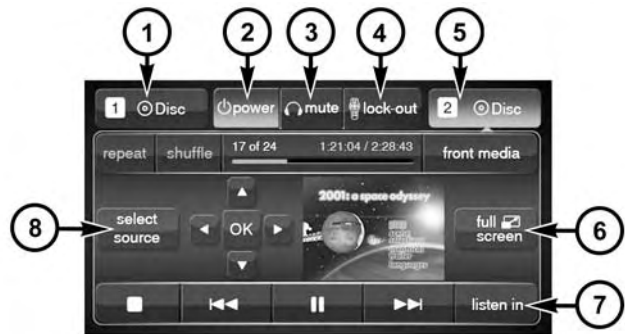 1 2 3 4 5
1 Disc power mute lock-out 2 Disc
repeat shuffle 17 of 24 1:21:04 / 2:28:43 front media
2001: a space odyssey
select
source
OK
full
screen
8
6
listen in
7